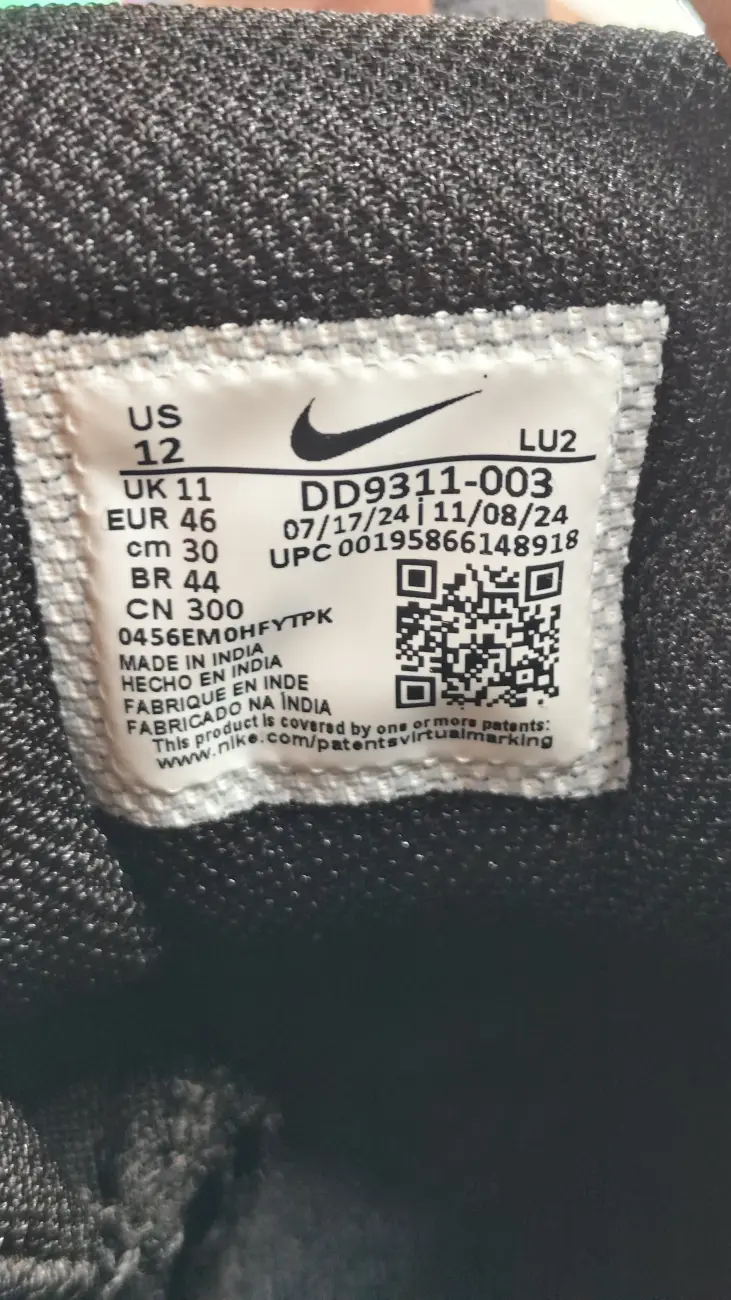 US
12
LU2
UK 11
EUR 46
cm 30
BR 44
CN 300
DD9311-003
07/17/24 | 11/08/24
UPC 00195866148918
0456EM0HFYTPK
MADE IN INDIA
HECHO EN INDIA
FABRIQUE EN INDE
FABRICADO NA ÎNDIA
This product is covered by one or more patents:
www.nike.com/patentsvirtualmarking